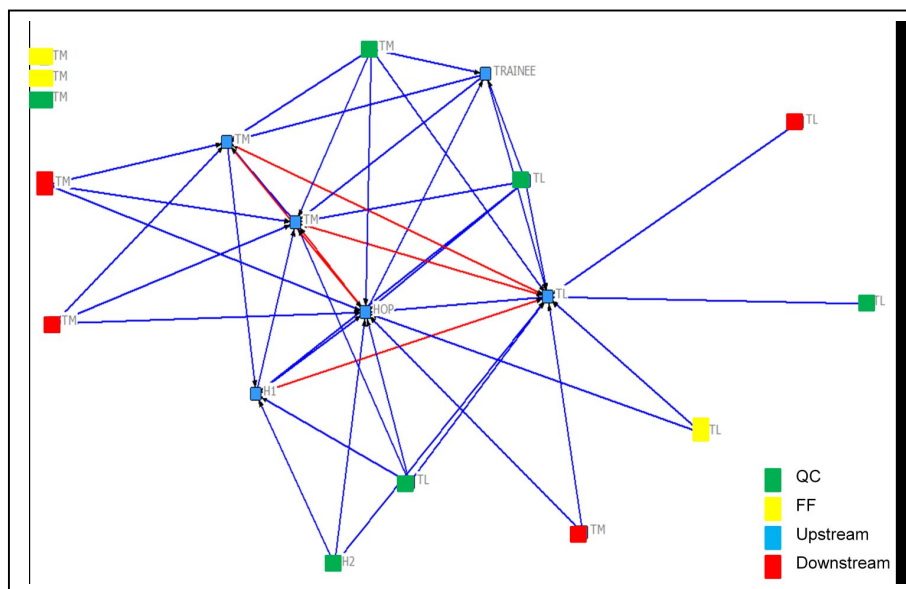 TM
TM
TM
TM
TRAINEE
TL
TM
TM
TL
TM
TL
TL
HOP
TM
H1
TL
TL
TM
H2
QC
FF
Upstream
Downstream